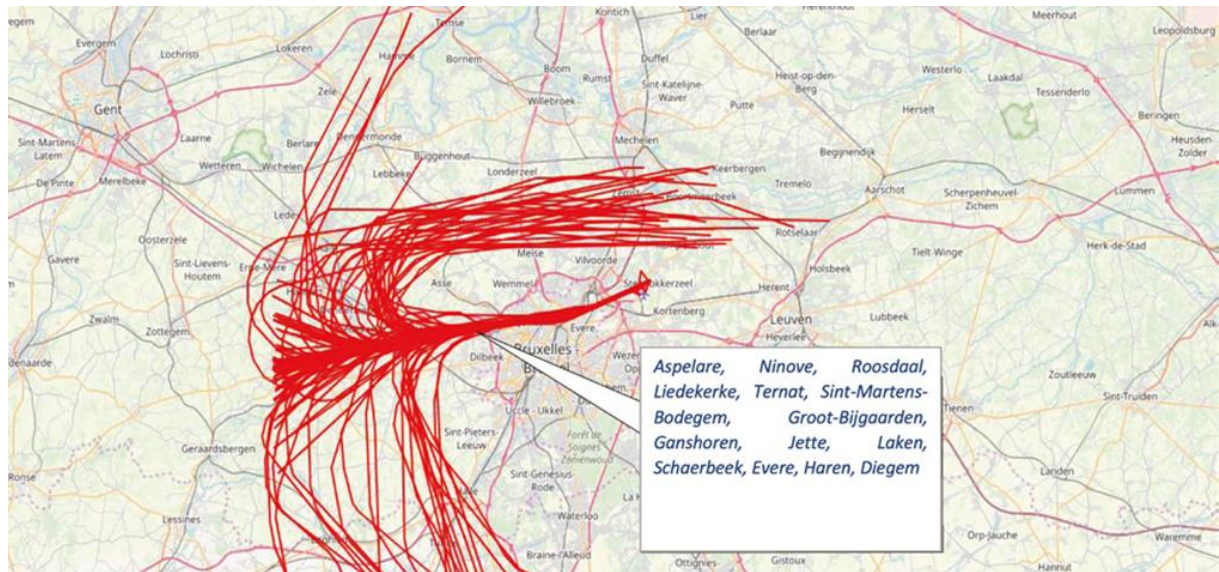 Kontich
Lier
Meerhout
Leopoldsburg
Evergem
Lochristi
Lokeren
Hamme
Bornem
Boom
Rumst
Duffel
Berlaar
Heist-op-den-
Berg
Westerlo
Laakdal
Tessenderlo
Gent
Zele
Sint-Katelijne-
Waver
Willebroek
Putte
Herselt
Beringen
Laarne
Berlare
Dendermonde
Mechelen
Heusden-
Zolder
Sint-Martens-
Latem
Wetteren
Wichelen
Lebbeke
Buggenhout
Londerzeel
Keerbergen
Begijnendijk
De Pinte
Merelbeke
Tremelo
Aarschot
Scherpenheuvel-
Zichem
Lummen
Lede
Rotselaar
Oosterzele
Gavere
Sint-Lievens-
Houtem
Meise
Vilvoorde
Tielt-Winge
Herk-de-Stad
Asse
Wemmel
Holsbeek
Herent
Zwalm
Zottegem
Kortenberg
Leuven
Lubbeek
Evere
Heverlee
Dilbeek
Bruxelles -
Aspelare, Ninove, Roosdaal,
Liedekerke, Ternat, Sint-Martens-
Bodegem, Groot-Bijgaarden,
Ganshoren, Jette, Laken,
Schaerbeek, Evere, Haren, Diegem
Zoutleeuw
Sint-Truiden
Uccle - Ukkel
Tienen
Geraardsbergen
Sint-Pieters-
Leeuw
Forêt de
Soignes
Zoniënwoud
Ronse
Sint-Genesius-
Rode
Landen
Lessines
Waterloo
Waremme
Braine-l'Alleud
Orp-Jauche
Ottignies
Gistoux
Hannut